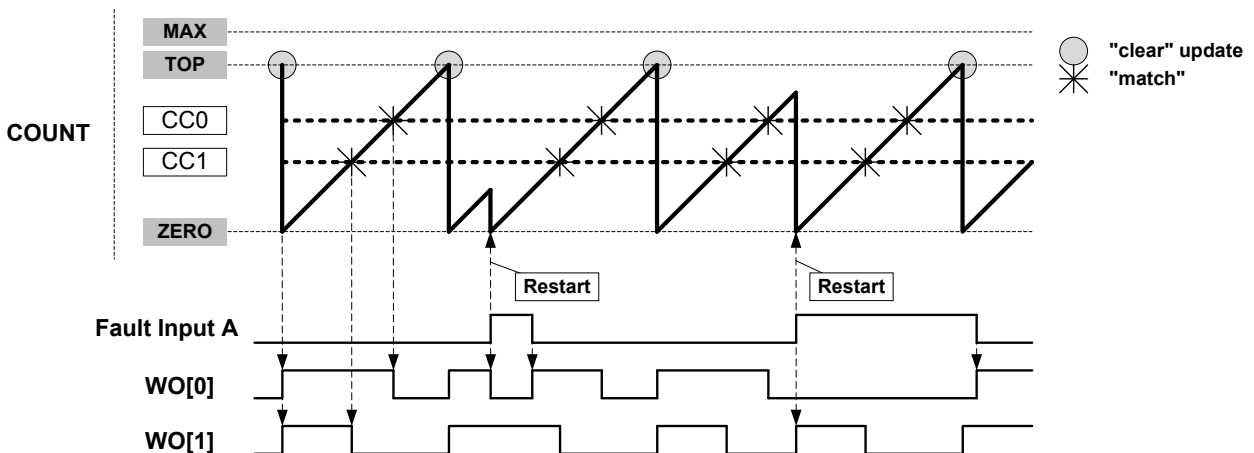 MAX
"clear" update
TOP
"match"
CC0
COUNT
CC1
ZERO
Restart
Restart
Fault Input A
WO[0]
WO[1]